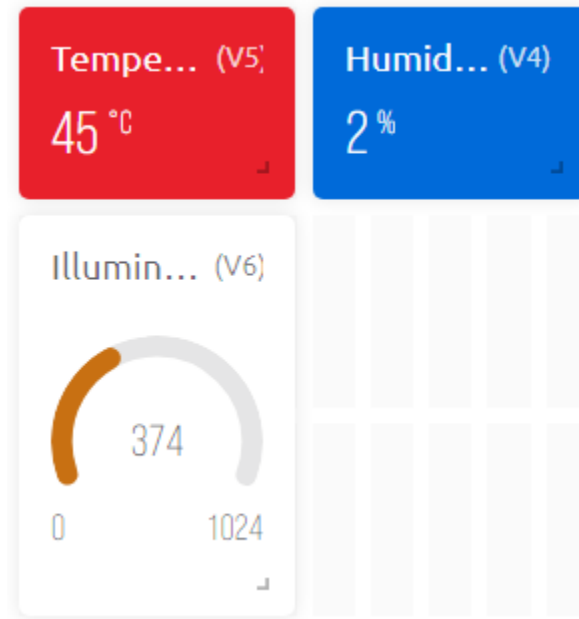 Tempe... (V5)
45 °C
Humid... (V4)
2 %
Illumin... (V6)
374
0 1024